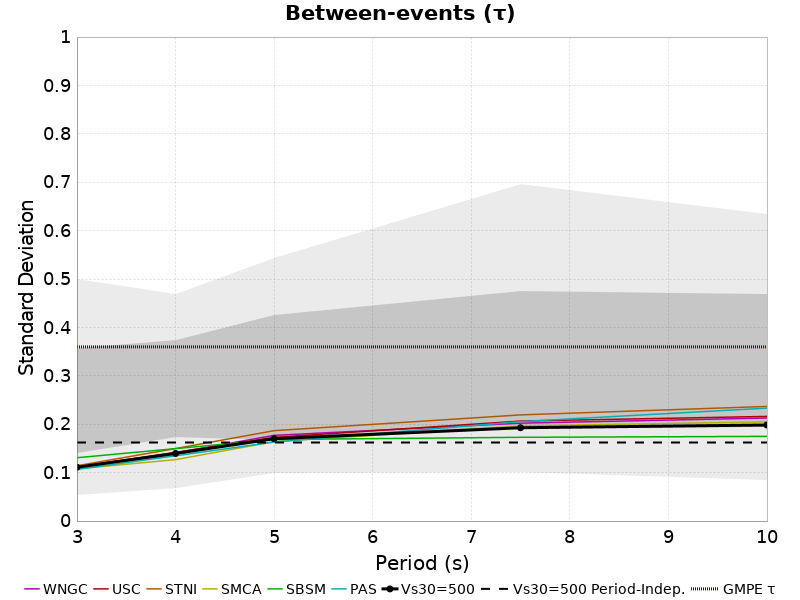 Between-events (τ)
Standard Deviation
1
0.9
0.8
0.7
0.6
0.5
0.4
0.3
0.2
0.1
0
3 4 5 6 7 8 9 10
Period (s)
WNGC USC STNI SMCA SBSM PAS Vs30=500 Vs30=500 Period-Indep. GMPE τ